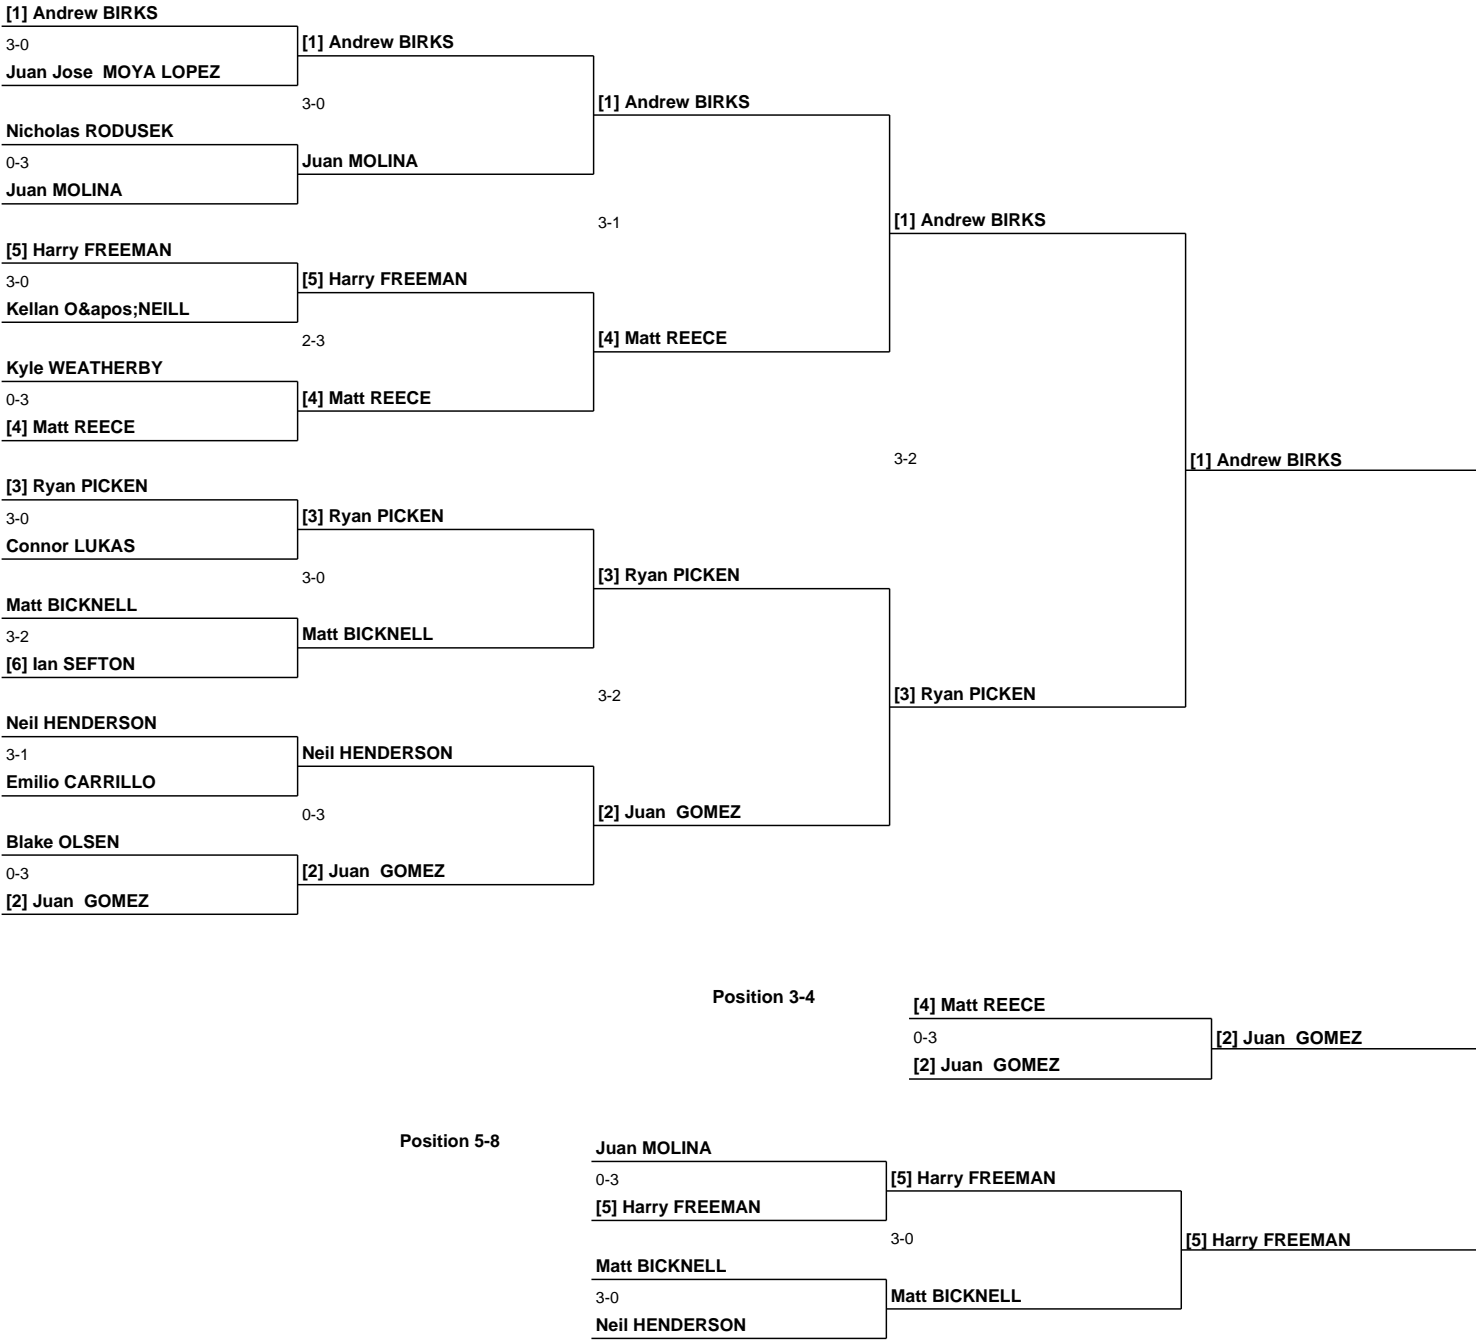 [1] Andrew BIRKS
3-0
[1] Andrew BIRKS
Juan Jose  MOYA LOPEZ
3-0
[1] Andrew BIRKS
Nicholas RODUSEK
0-3
Juan MOLINA
Juan MOLINA
3-1
[1] Andrew BIRKS
[5] Harry FREEMAN
3-0
[5] Harry FREEMAN
Kellan O&apos;NEILL
2-3
[4] Matt REECE
Kyle WEATHERBY
0-3
[4] Matt REECE
[4] Matt REECE
3-2
[1] Andrew BIRKS
[3] Ryan PICKEN
3-0
[3] Ryan PICKEN
Connor LUKAS
3-0
[3] Ryan PICKEN
Matt BICKNELL
3-2
Matt BICKNELL
[6] Ian SEFTON
3-2
[3] Ryan PICKEN
Neil HENDERSON
3-1
Neil HENDERSON
Emilio CARRILLO
0-3
[2] Juan  GOMEZ
Blake OLSEN
0-3
[2] Juan  GOMEZ
[2] Juan  GOMEZ
Position 3-4
[4] Matt REECE
0-3
[2] Juan  GOMEZ
[2] Juan  GOMEZ
Position 5-8
Juan MOLINA
0-3
[5] Harry FREEMAN
[5] Harry FREEMAN
3-0
[5] Harry FREEMAN
Matt BICKNELL
3-0
Matt BICKNELL
Neil HENDERSON